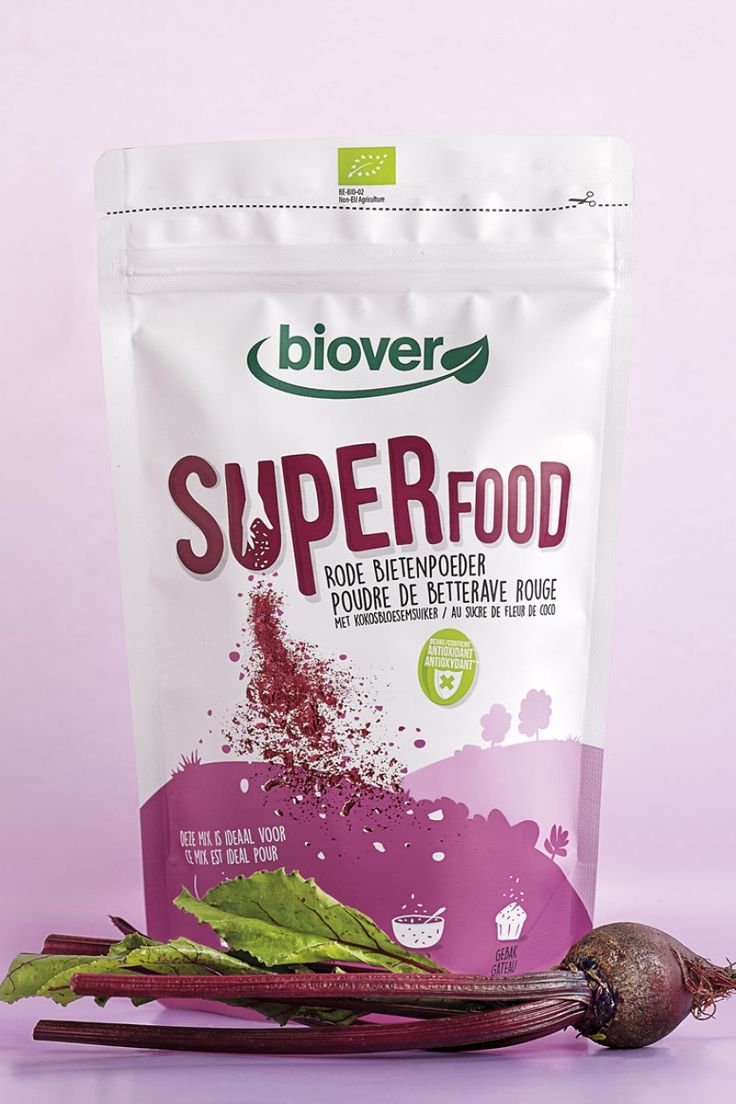 BE-BIO-02
Non-EU Agriculture
biover
SUPERFOOD
RODE BIETENPOEDER
POUDRE DE BETTERAVE ROUGE
MET KOKOSBLOESEMSUIKER / AU SUCRE DE FLEUR DE COCO
BEVAT/CONTIENT
ANTIOXIDANT
ANTIOXYDANT
DEZE MIX IS IDEAAL VOOR
CE MIX EST IDEAL POUR
GEBAK
GATEAU